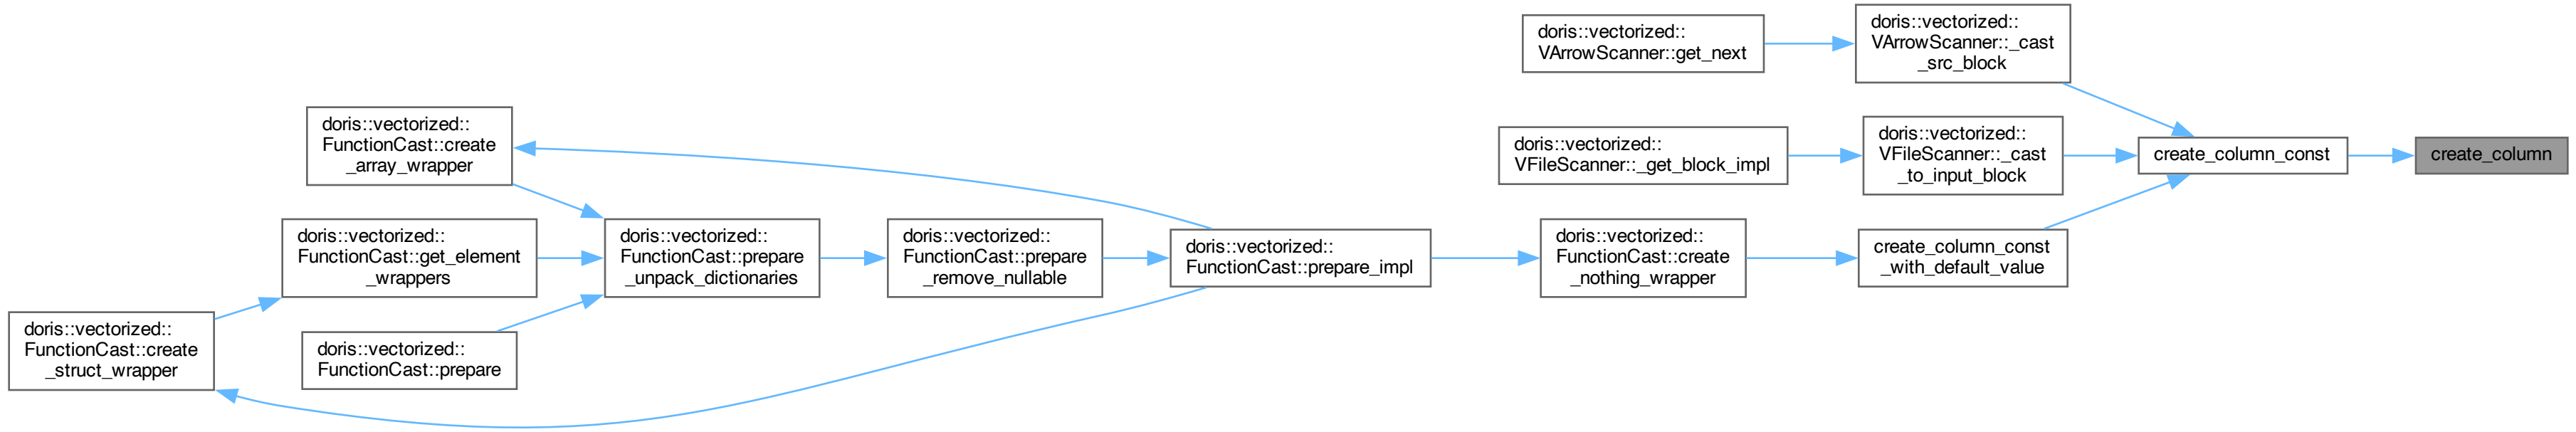 doris::vectorized::
VArrowScanner::get_next
doris::vectorized::
VArrowScanner::_cast
_src_block
doris::vectorized::
FunctionCast::create
_array_wrapper
doris::vectorized::
VFileScanner::_get_block_impl
doris::vectorized::
VFileScanner::_cast
_to_input_block
create_column_const
create_column
doris::vectorized::
FunctionCast::get_element
_wrappers
doris::vectorized::
FunctionCast::prepare
_unpack_dictionaries
doris::vectorized::
FunctionCast::prepare
_remove_nullable
doris::vectorized::
FunctionCast::prepare_impl
doris::vectorized::
FunctionCast::create
_nothing_wrapper
create_column_const
_with_default_value
doris::vectorized::
FunctionCast::create
_struct_wrapper
doris::vectorized::
FunctionCast::prepare